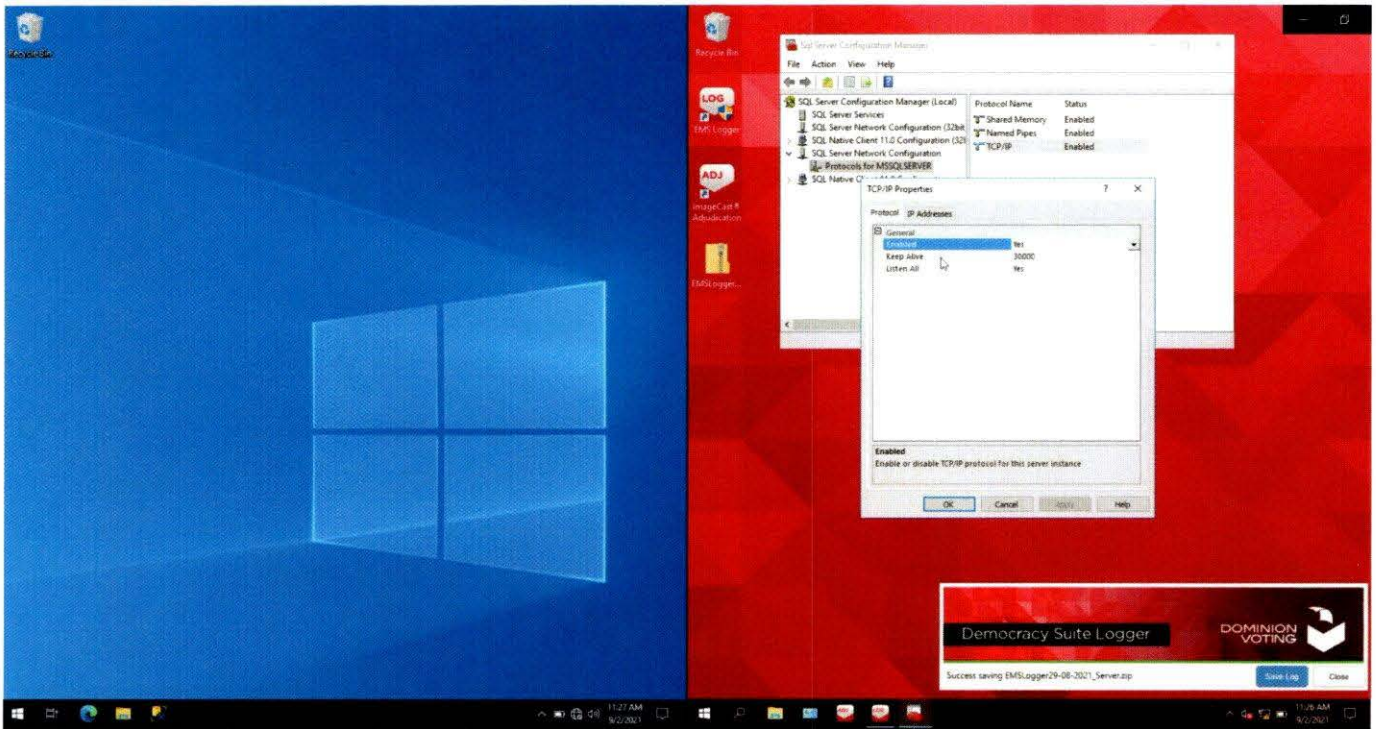 Recycle Bin
Recycle Bin
LOG
EMS Logger
ADJ
ImageCast®
Adjudication
EMSLogger...
Sql Server Configuration Manager
File Action View Help
SQL Server Configuration Manager (Local)
SQL Server Services
SQL Server Network Configuration (32bit
SQL Native Client 11.0 Configuration (32b
SQL Server Network Configuration
Protocols for MSSQLSERVER
SQL Native
Protocol Name Status
Shared Memory Enabled
Named Pipes Enabled
TCP/IP Enabled
TCP/IP Properties
Protocol IP Addresses
General
Enabled Yes
Keep Alive 30000
Listen All Yes
Enabled
Enable or disable TCP/IP protocol for this server instance
OK Cancel Apply Help
Democracy Suite Logger
DOMINION
VOTING
Success saving EMSLogger29-08-2021_Server.zip
Save Log Close
11:27 AM
9/2/2021
11:26 AM
9/2/2021